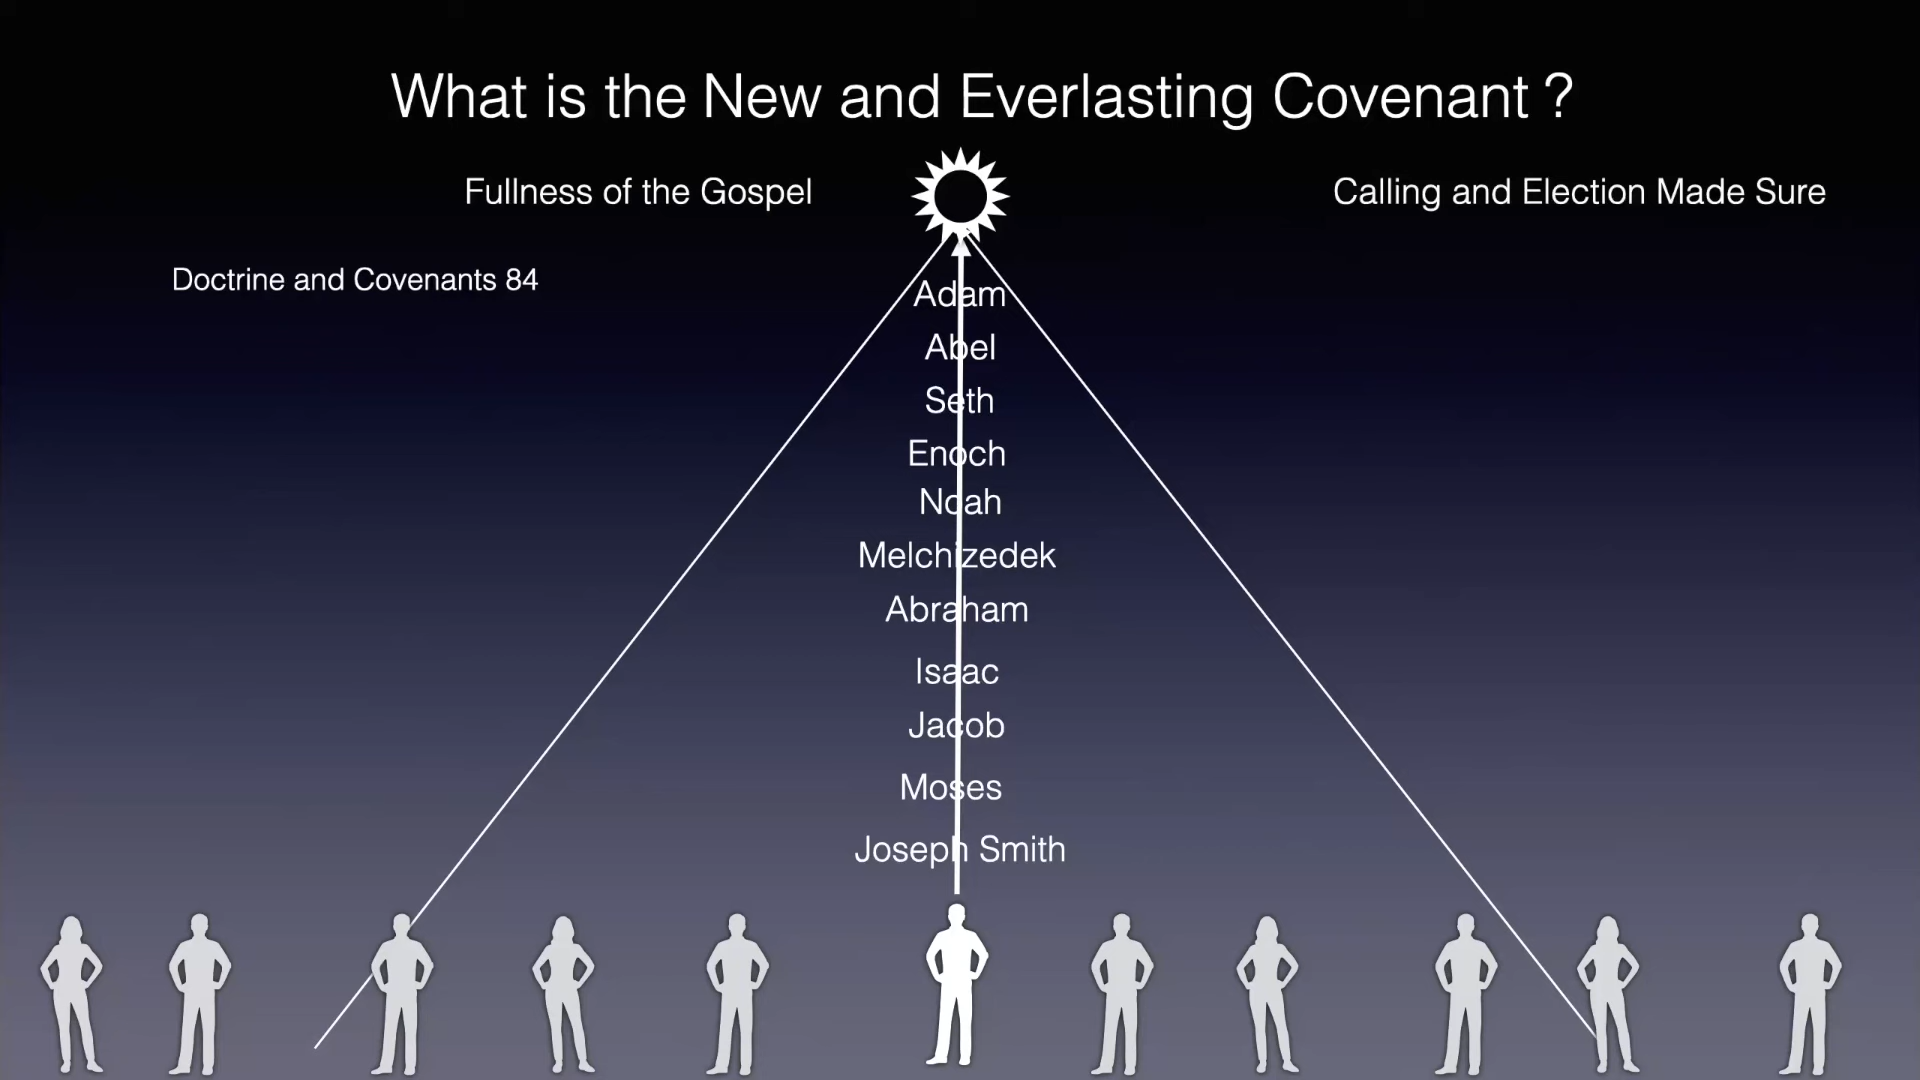 What is the New and Everlasting Covenant ?
Fullness of the Gospel
Calling and Election Made Sure
Doctrine and Covenants 84
Adam
Abel
Seth
Enoch
Noah
Melchizedek
Abraham
Isaac
Jacob
Moses
Joseph Smith